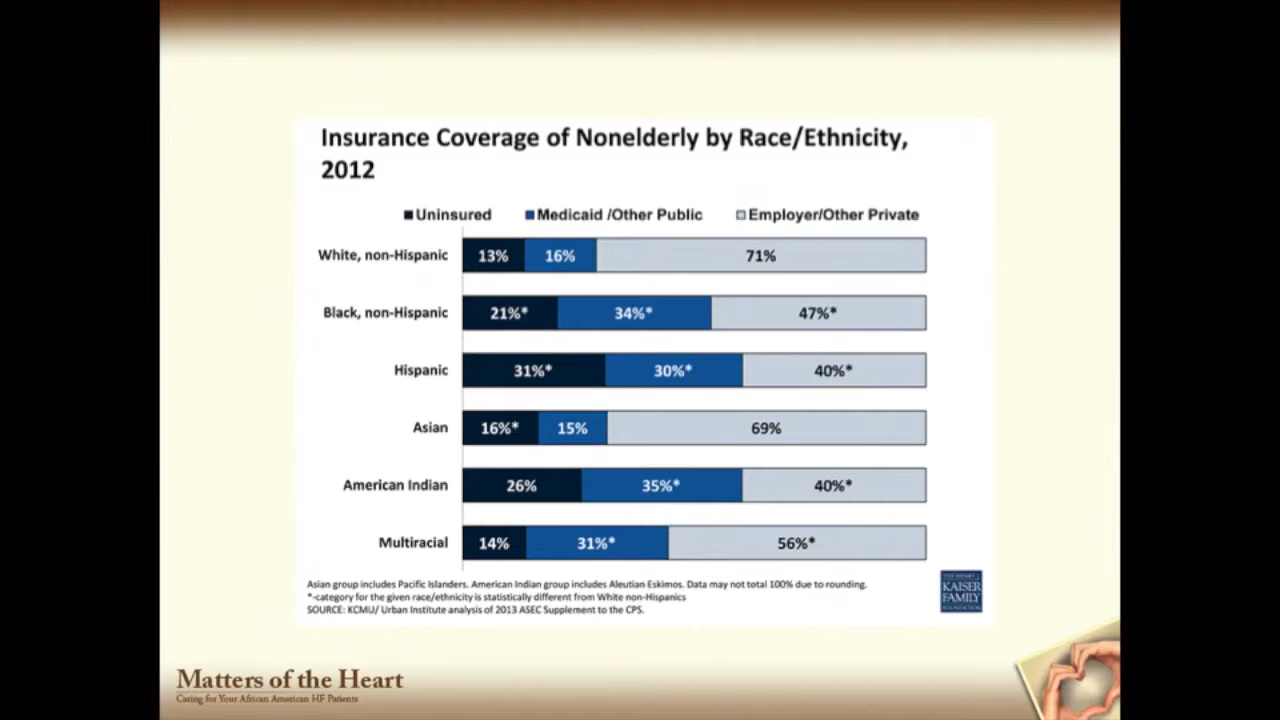 Insurance Coverage of Nonelderly by Race/Ethnicity,
2012
Uninsured Medicaid /Other Public Employer/Other Private
White, non-Hispanic 13% 16% 71%
Black, non-Hispanic 21%* 34%* 47%*
Hispanic 31%* 30%* 40%*
Asian 16%* 15% 69%
American Indian 26% 35%* 40%*
Multiracial 14% 31%* 56%*
Asian group includes Pacific Islanders. American Indian group includes Aleutian Eskimos. Data may not total 100% due to rounding.
*-category for the given race/ethnicity is statistically different from White non-Hispanics
SOURCE: KCMU/ Urban Institute analysis of 2013 ASEC Supplement to the CPS.
THE HENRY J.
KAISER
FAMILY
FOUNDATION
Matters of the Heart
Caring for Your African American HF Patients